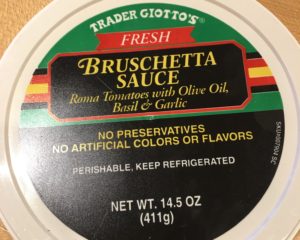 TRADER GIOTTO'S®
FRESH
BRUSCHETTA
SAUCE
Roma Tomatoes with Olive Oil,
Basil & Garlic
NO PRESERVATIVES
NO ARTIFICIAL COLORS OR FLAVORS
PERISHABLE, KEEP REFRIGERATED
NET WT. 14.5 OZ
(411g)